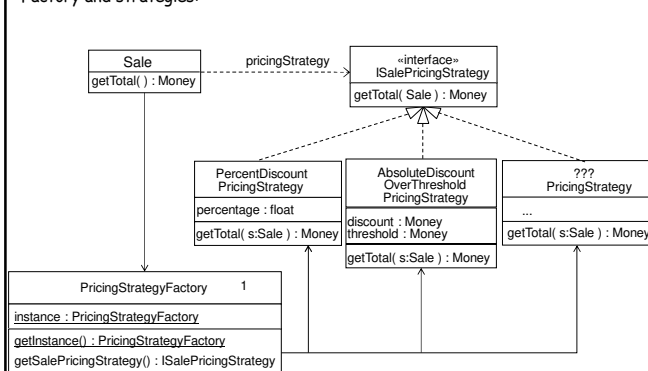 Factory and strategies:
Sale
getTotal( ) : Money
pricingStrategy
«interface»
ISalePricingStrategy
getTotal( Sale ) : Money
PercentDiscount
PricingStrategy
percentage : float
getTotal( s:Sale ) : Money
AbsoluteDiscount
OverThreshold
PricingStrategy
discount : Money
threshold : Money
getTotal( s:Sale ) : Money
???
PricingStrategy
...
getTotal( s:Sale ) : Money
PricingStrategyFactory 1
instance : PricingStrategyFactory
getInstance() : PricingStrategyFactory
getSalePricingStrategy() : ISalePricingStrategy